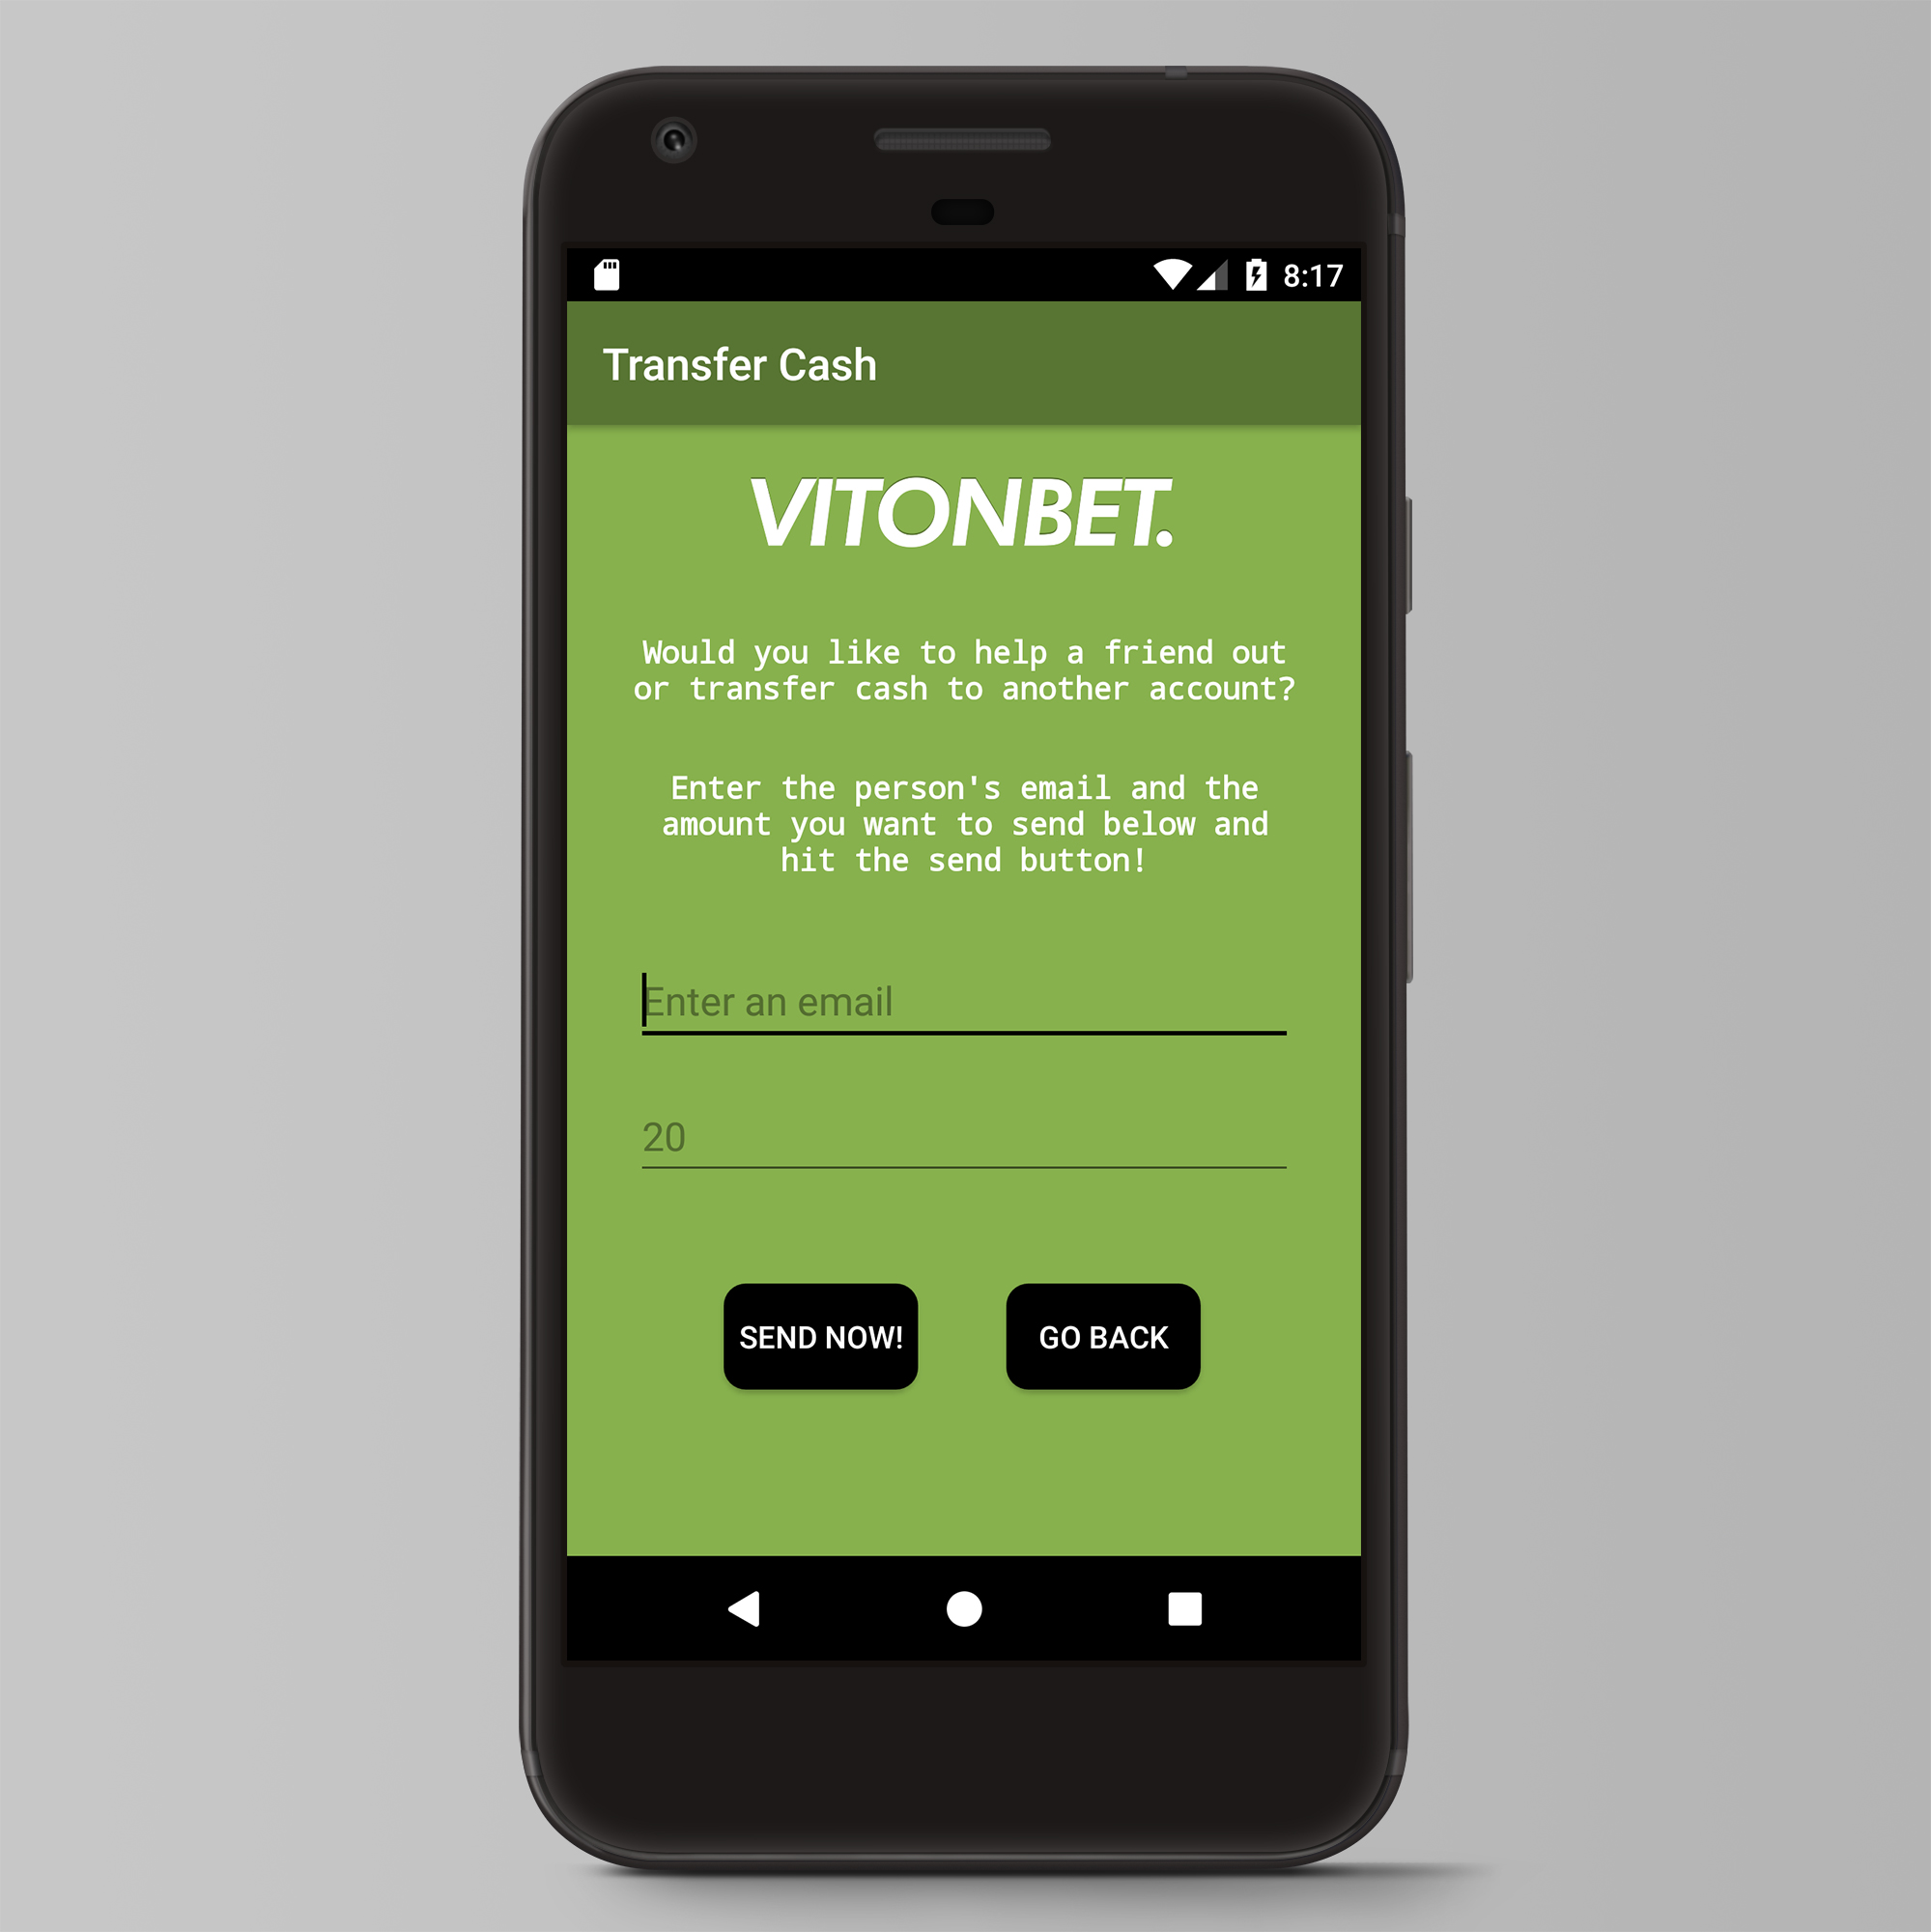 8:17
Transfer Cash
VITONBET.
Would you like to help a friend out
or transfer cash to another account?
Enter the person's email and the
amount you want to send below and
hit the send button!
Enter an email
20
SEND NOW!
GO BACK